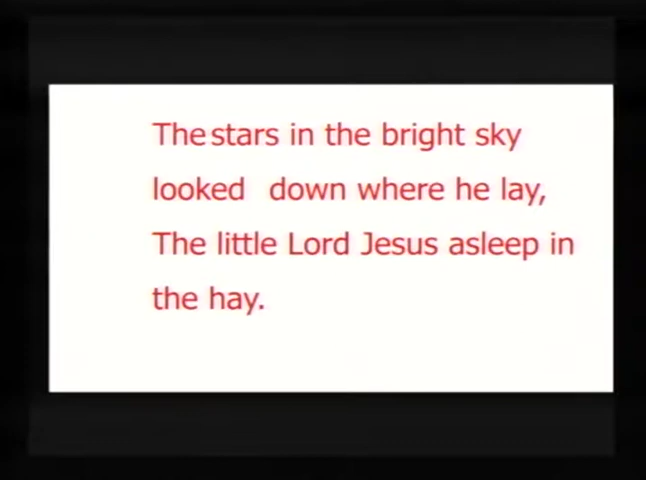 The stars in the bright sky
looked down where he lay,
The little Lord Jesus asleep in
the hay.